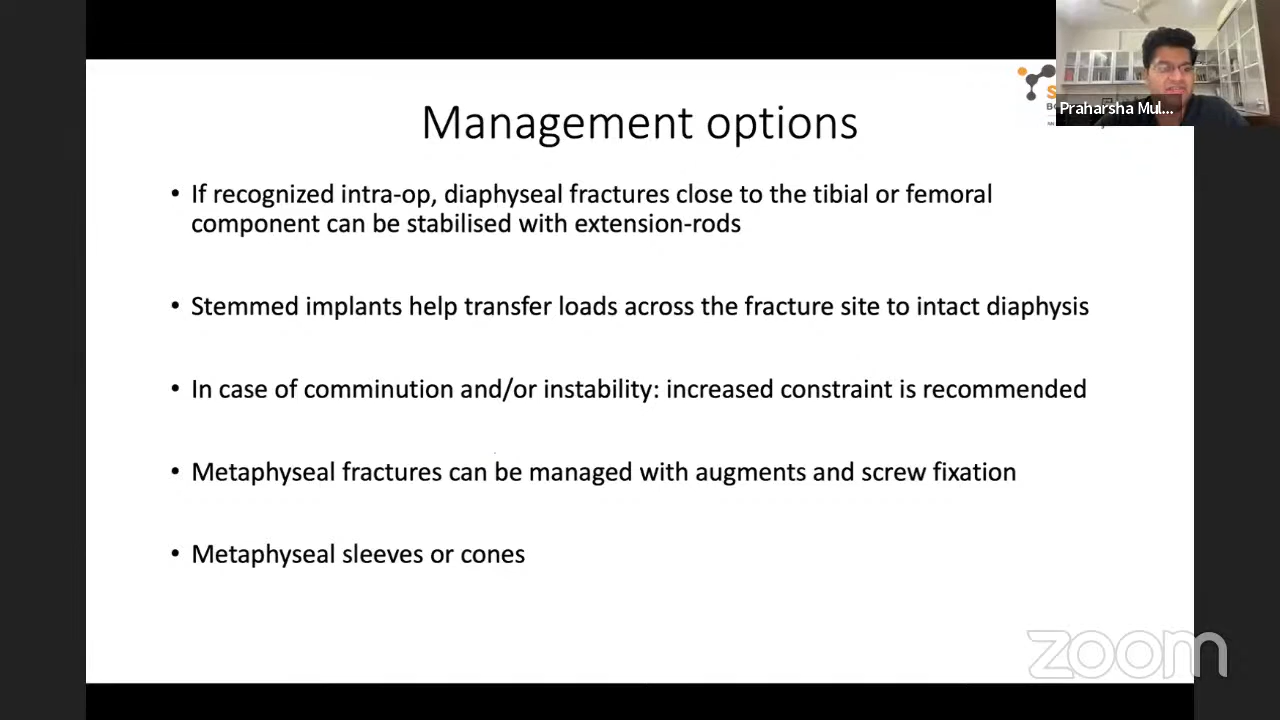 Management options
• If recognized intra-op, diaphyseal fractures close to the tibial or femoral
component can be stabilised with extension-rods
• Stemmed implants help transfer loads across the fracture site to intact diaphysis
• In case of comminution and/or instability: increased constraint is recommended
• Metaphyseal fractures can be managed with augments and screw fixation
• Metaphyseal sleeves or cones
Praharsha Mul...
zoom